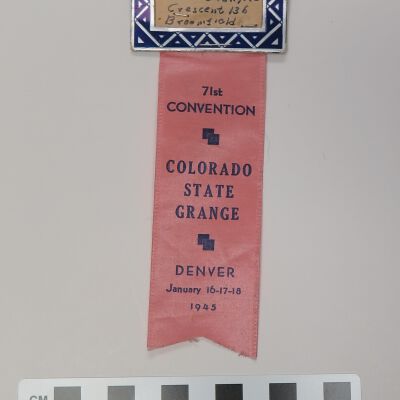 Crescent 136
Broomfield
71st
CONVENTION
COLORADO
STATE
GRANGE
DENVER
January 16-17-18
1945
CM